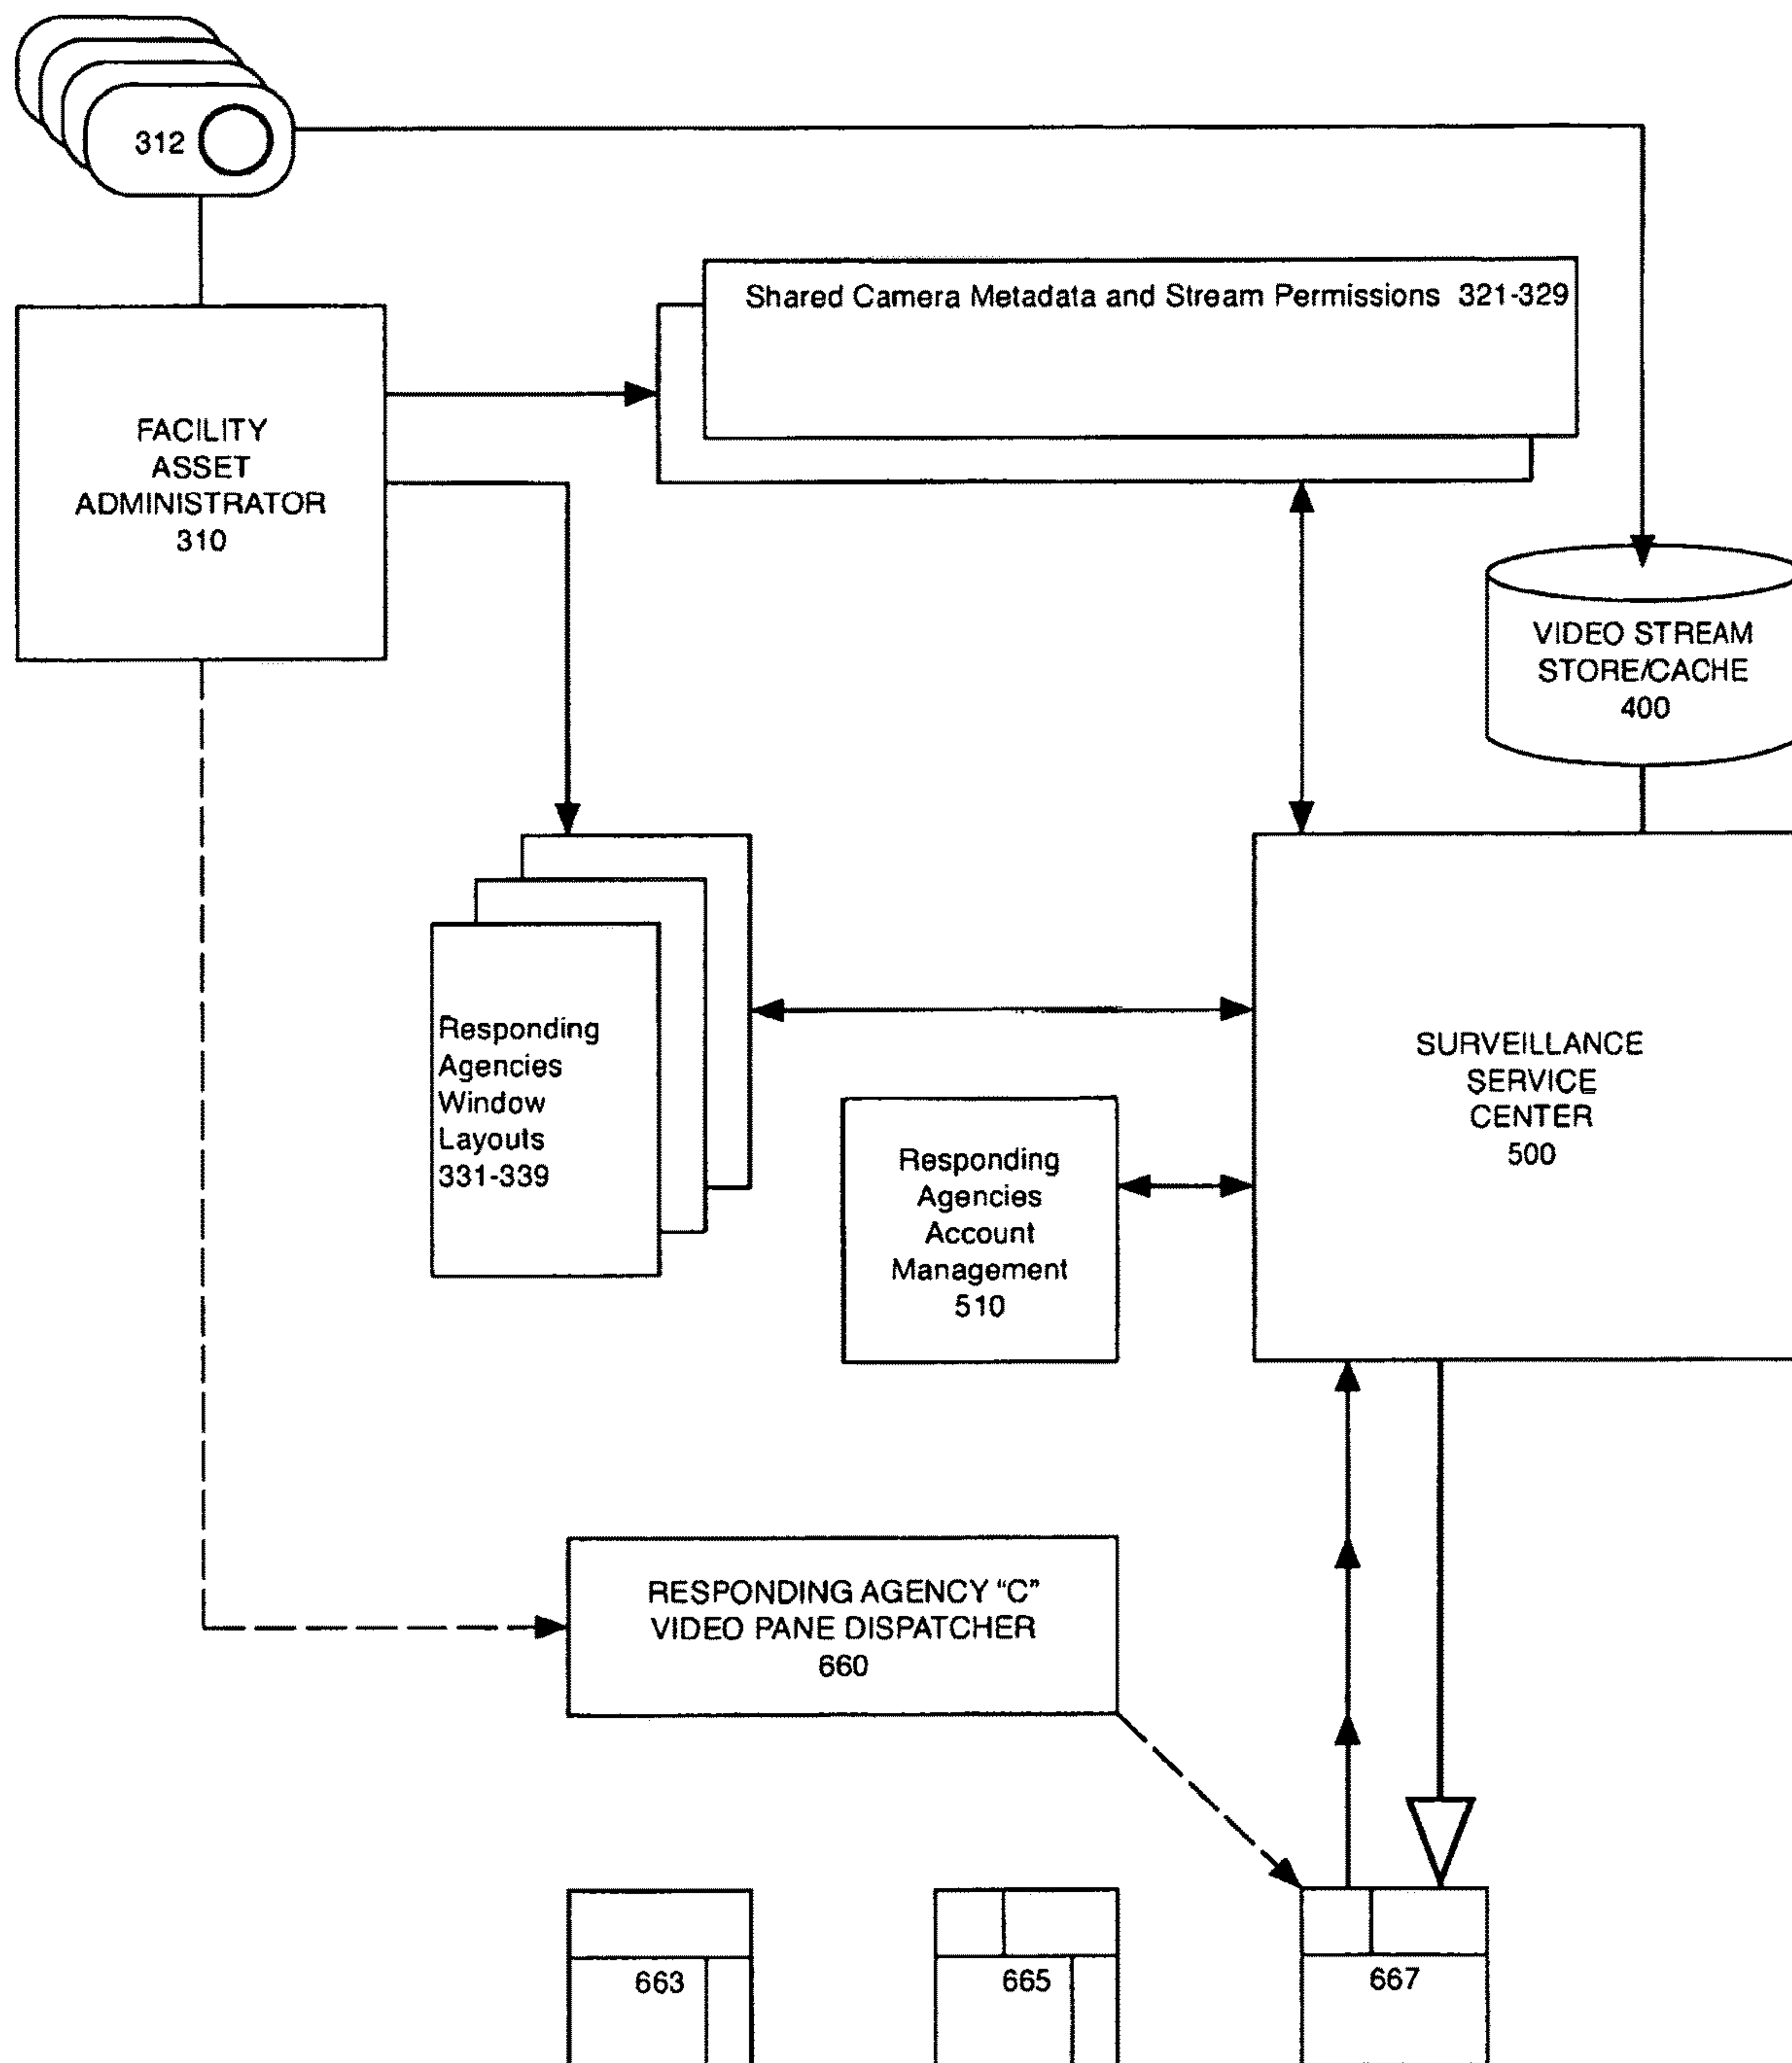 312
Shared Camera Metadata and Stream Permissions 321-329
FACILITY
ASSET
ADMINISTRATOR
310
VIDEO STREAM
STORE/CACHE
400
Responding
Agencies
Window
Layouts
331-339
SURVEILLANCE
SERVICE
CENTER
500
Responding
Agencies
Account
Management
510
RESPONDING AGENCY “C”
VIDEO PANE DISPATCHER
660
663
665
667